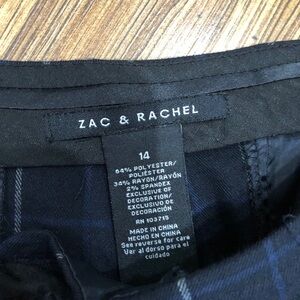 ZAC & RACHEL
14
64% POLYESTER/
POLIÉSTER
34% RAYON/RAYÓN
2% SPANDEX
EXCLUSIVE OF
DECORATION/
EXCLUSIVO DE
DECORACIÓN
RN 103715
MADE IN CHINA
HECHO EN CHINA
See reverse for care
Ver al dorso para el
cuidado